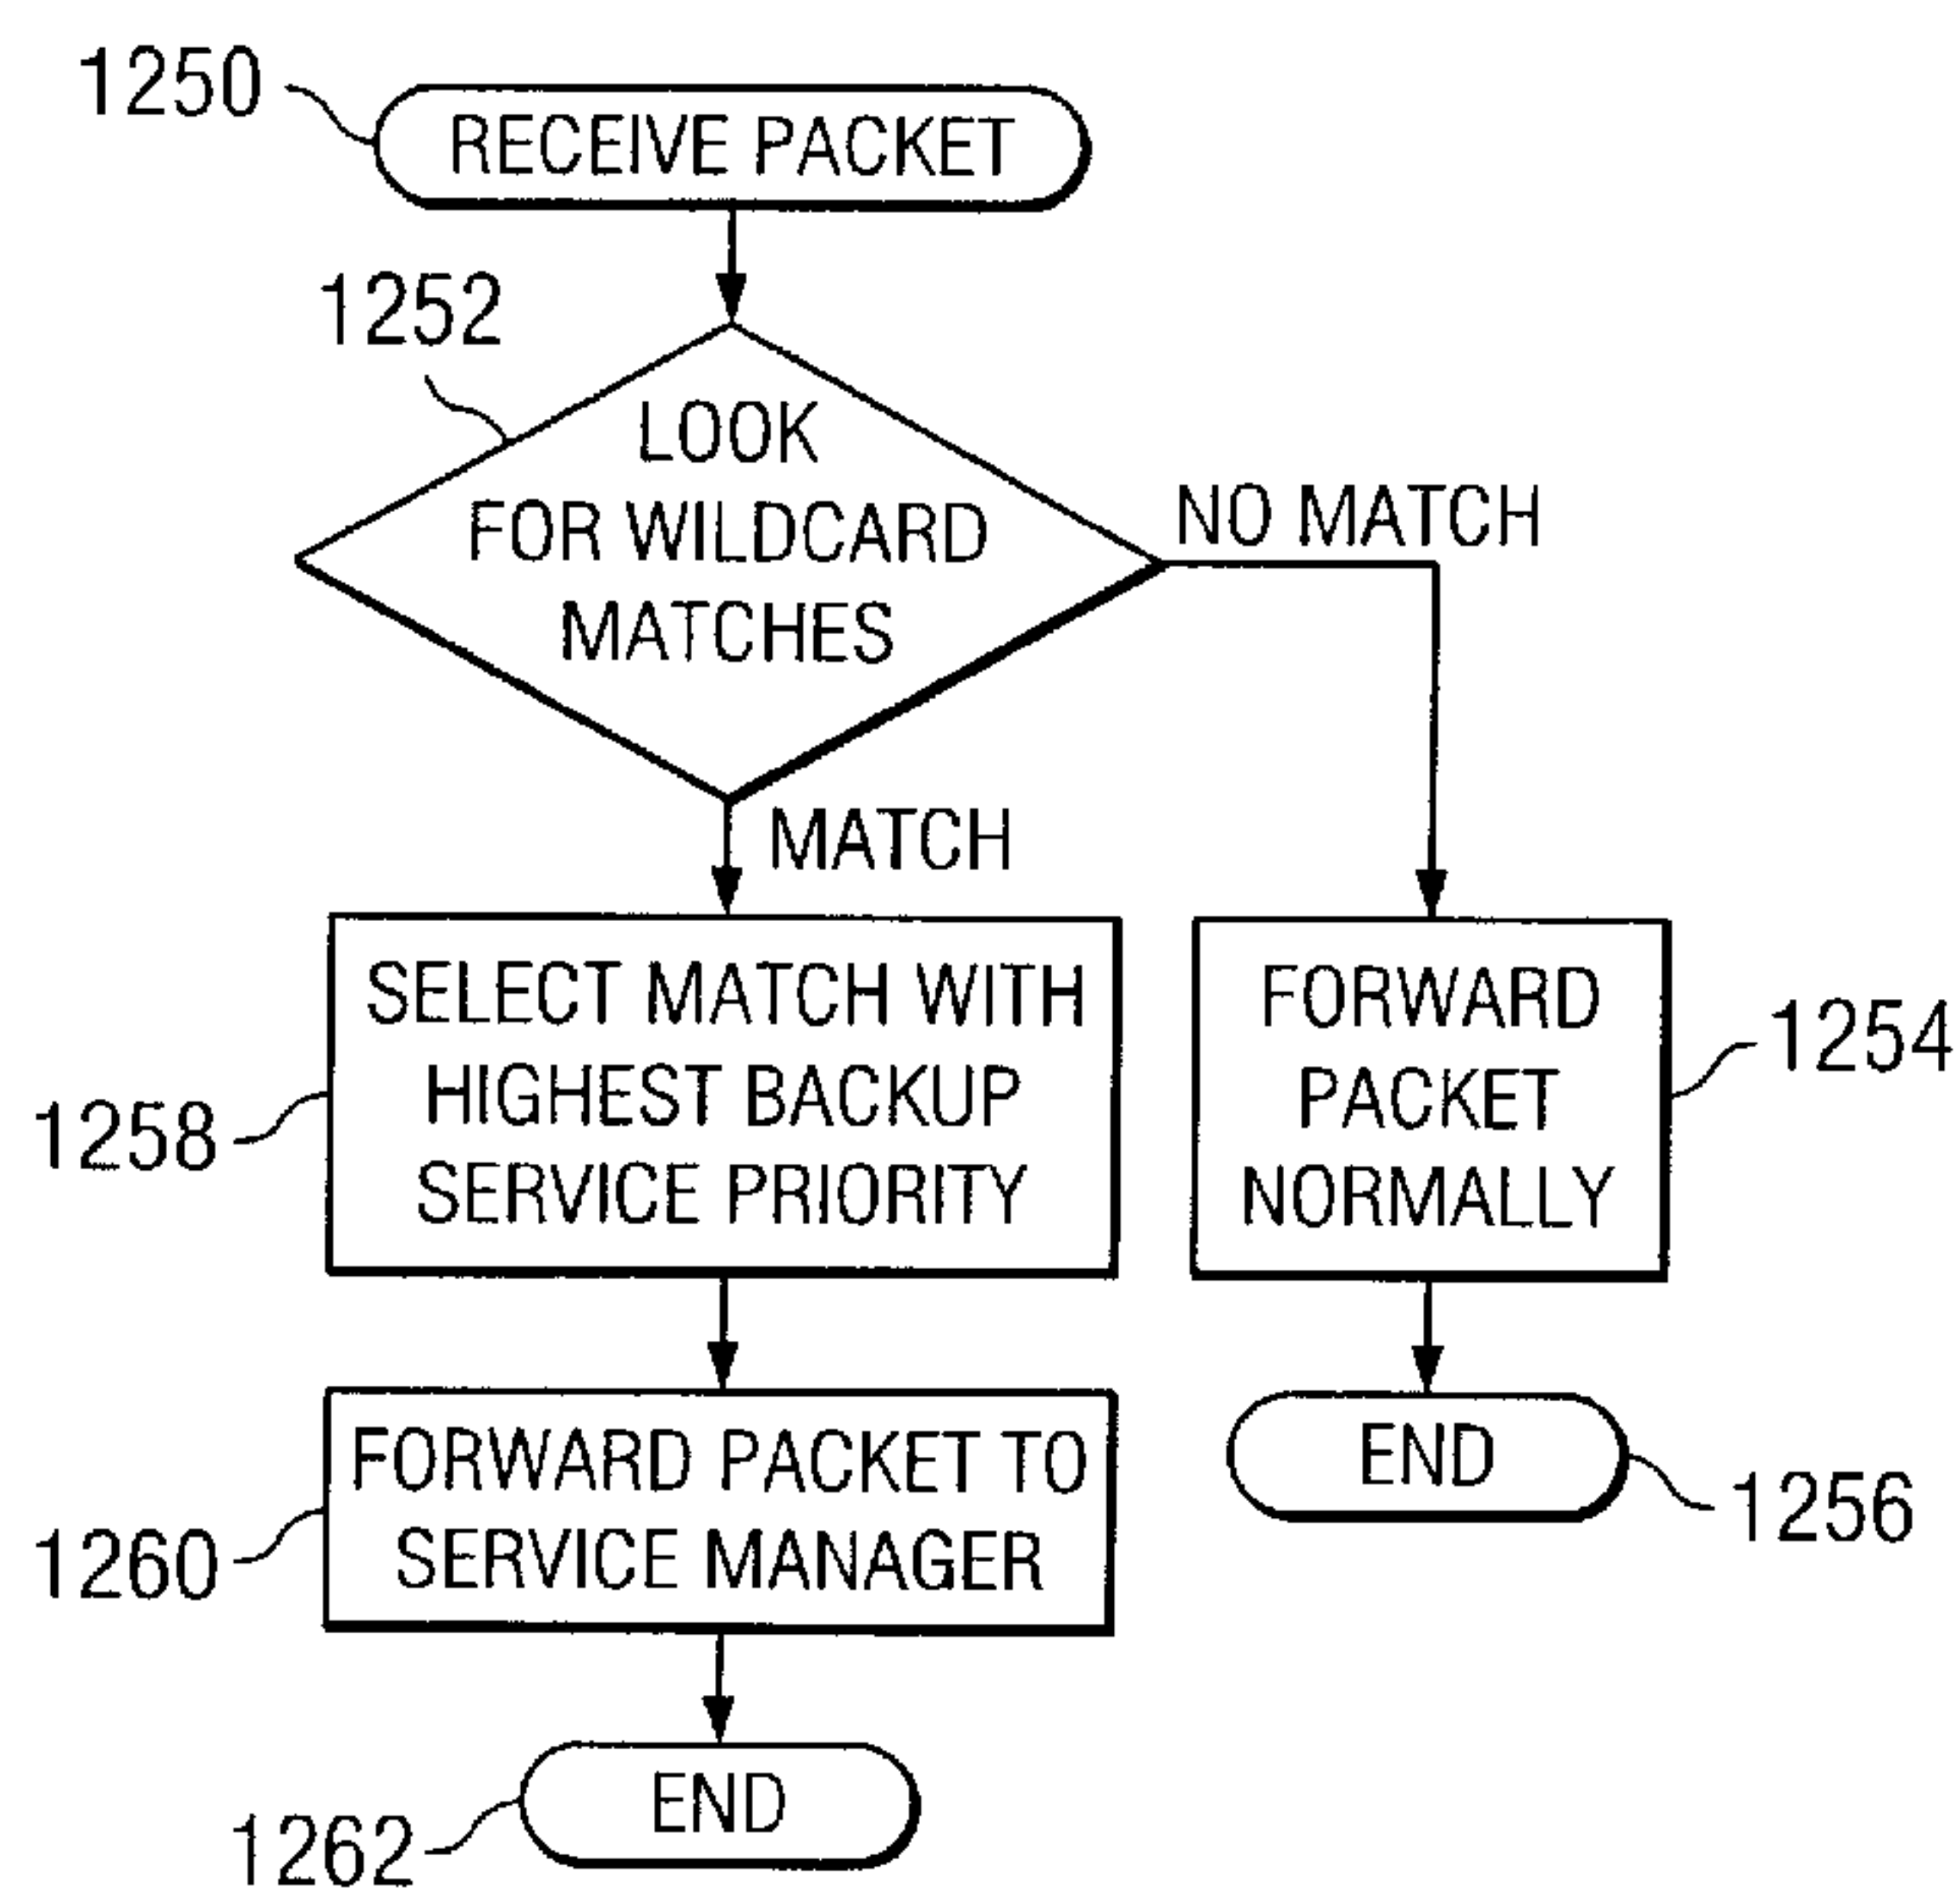 1250
RECEIVE PACKET
1252
LOOK
FOR WILDCARD
MATCHES
NO MATCH
MATCH
SELECT MATCH WITH
HIGHEST BACKUP
SERVICE PRIORITY
1258
FORWARD
PACKET
NORMALLY
1254
FORWARD PACKET TO
SERVICE MANAGER
1260
END
1256
END
1262